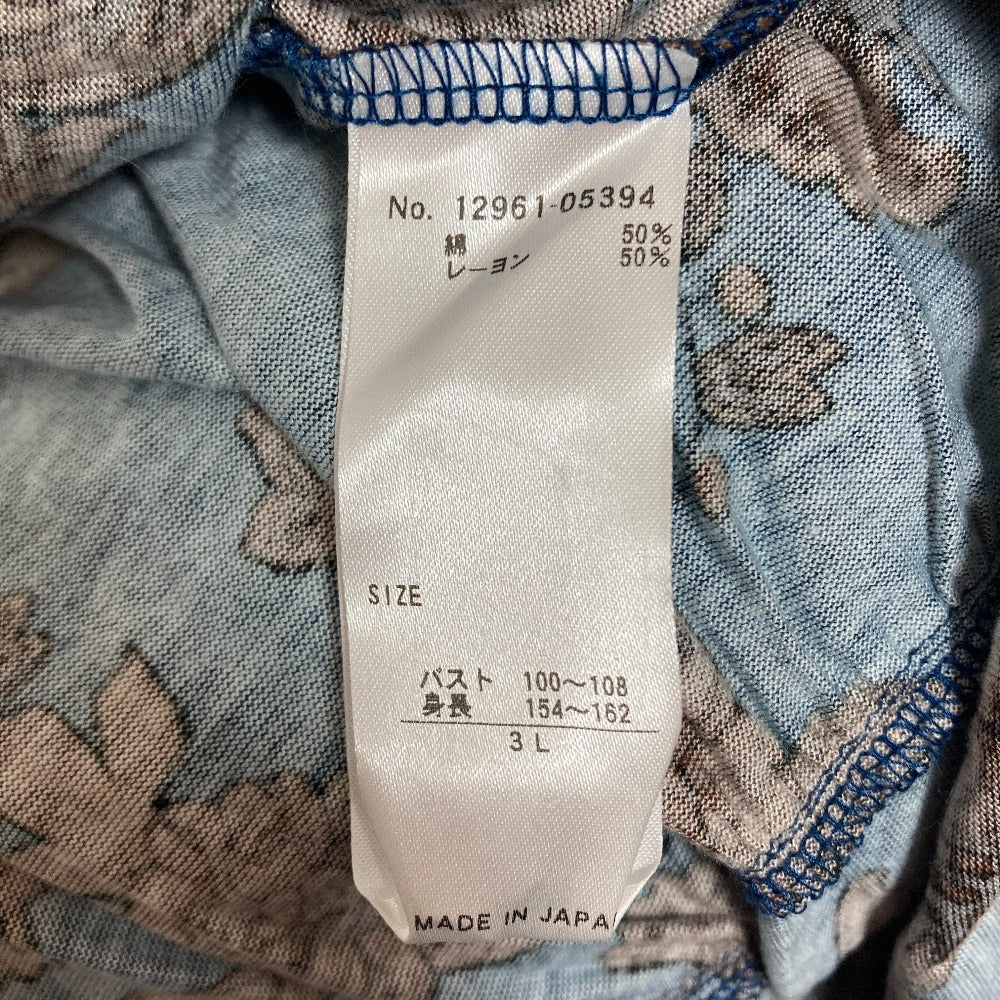 No. 12961-05394
綿 50%
レーヨン 50%
SIZE
バスト 100～108
身長 154～162
3L
MADE IN JAPA